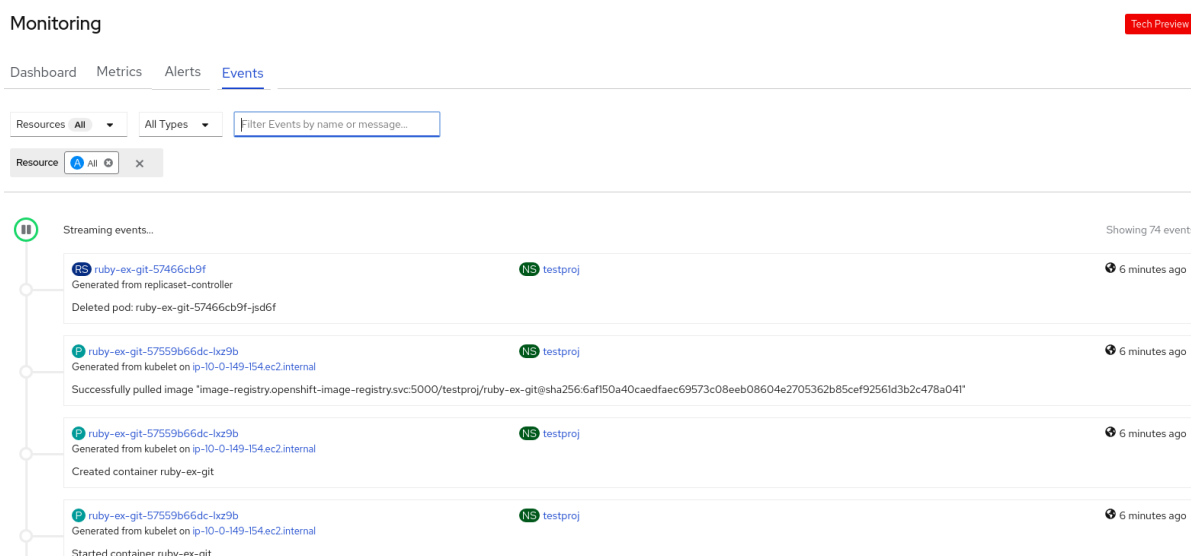 Monitoring
Tech Preview
Dashboard Metrics Alerts Events
Resources All All Types Filter Events by name or message...
Resource A All
Streaming events... Showing 74 events
RS ruby-ex-git-57466cb9f NS testproj 6 minutes ago
Generated from replicaset-controller
Deleted pod: ruby-ex-git-57466cb9f-jsd6f
P ruby-ex-git-57559b66dc-lxz9b NS testproj 6 minutes ago
Generated from kubelet on ip-10-0-149-154.ec2.internal
Successfully pulled image "image-registry.openshift-image-registry.svc:5000/testproj/ruby-ex-git@sha256:6af150a40caedfaec69573c08eeb08604e2705362b85cef92561d3b2c478a041"
P ruby-ex-git-57559b66dc-lxz9b NS testproj 6 minutes ago
Generated from kubelet on ip-10-0-149-154.ec2.internal
Created container ruby-ex-git
P ruby-ex-git-57559b66dc-lxz9b NS testproj 6 minutes ago
Generated from kubelet on ip-10-0-149-154.ec2.internal
Started container ruby-ex-git